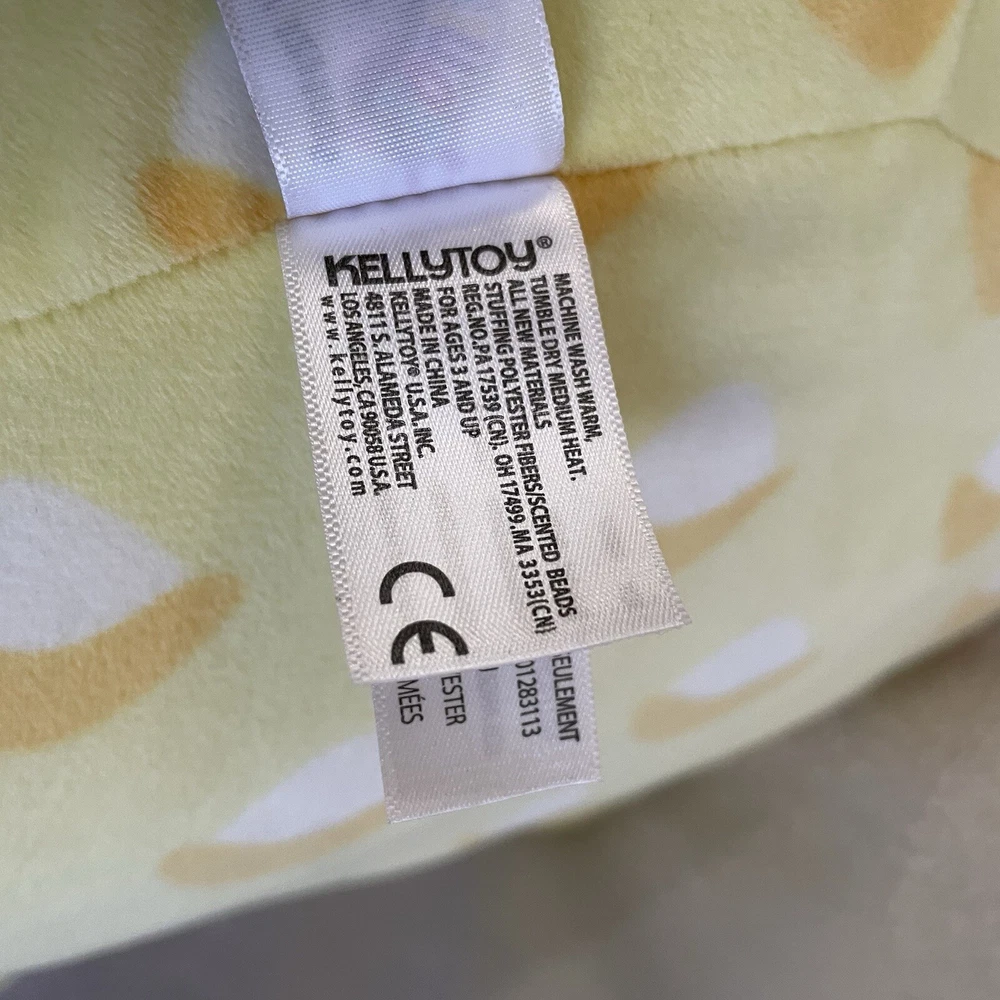 KELLYTOY®
MACHINE WASH WARM,
TUMBLE DRY MEDIUM HEAT.
ALL NEW MATERIALS
STUFFING POLYESTER FIBERS/SCENTED BEADS
REG.NO.PA 17539 (CN). OH 17499.MA 3353(CN)
FOR AGES 3 AND UP
MADE IN CHINA
KELLYTOY® U.S.A. INC.
4811 S. ALAMEDA STREET
LOS ANGELES, CA 90058 U.S.A.
www.kellytoy.com
CE
SEULEMENT
01283113
ESTER
MÉES